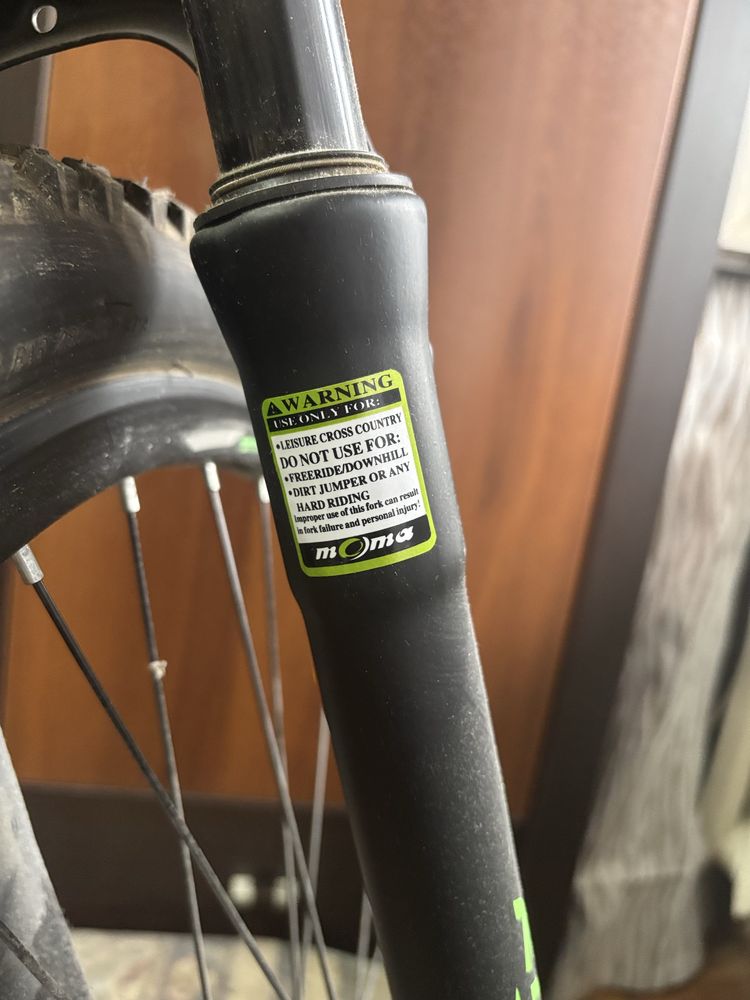 WARNING
USE ONLY FOR:
•LEISURE CROSS COUNTRY
DO NOT USE FOR:
•FREERIDE/DOWNHILL
•DIRT JUMPER OR ANY
HARD RIDING
improper use of this fork can result
in fork failure and personal injury!
moma